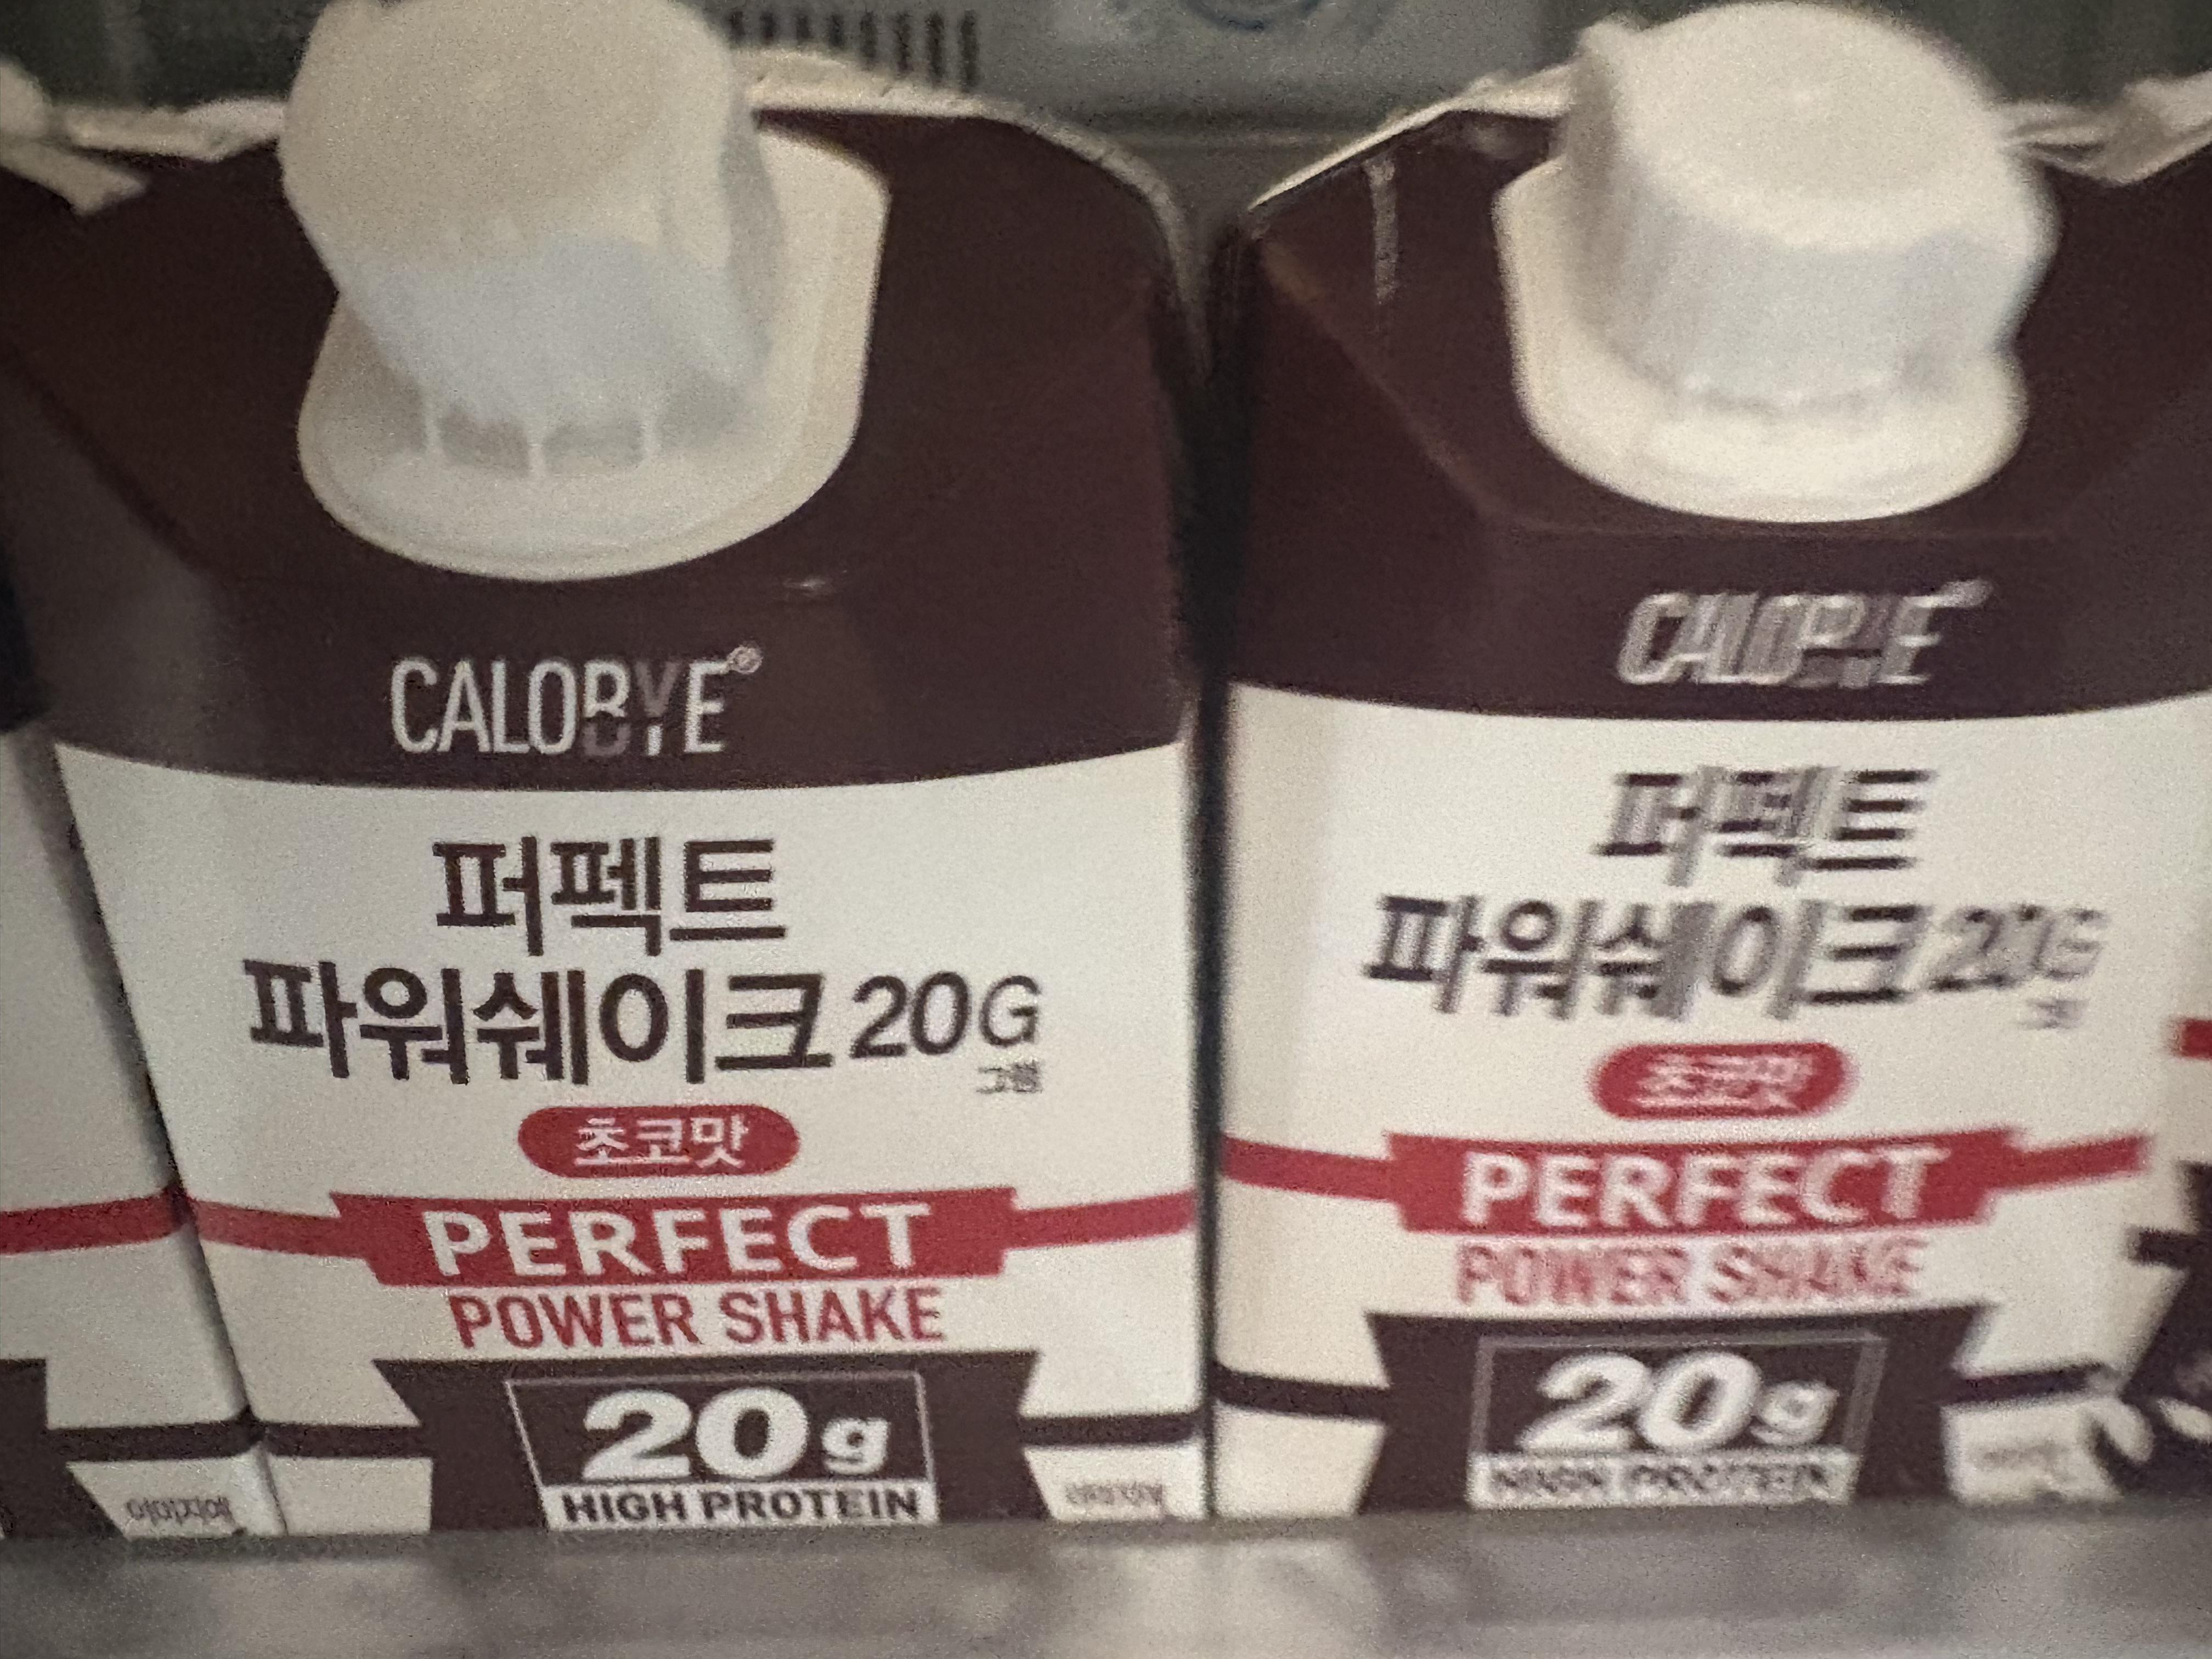 CALOBYE®
퍼펙트
파워쉐이크 20G
그램
초코맛
PERFECT
POWER SHAKE
20g
HIGH PROTEIN
CALOBYE
퍼펙트
파워쉐이크 20G
초코맛
PERFECT
POWER SHAKE
20g
HIGH PROTEIN